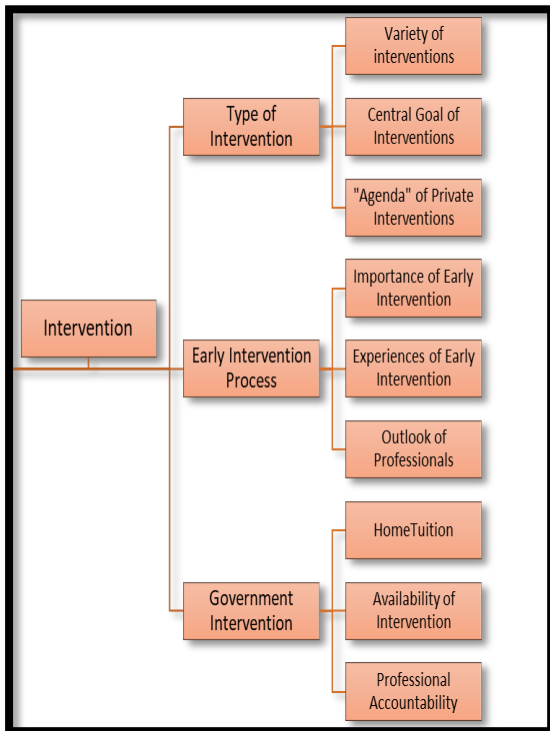 Variety of
interventions
Type of
Intervention
Central Goal of
Interventions
"Agenda" of Private
Interventions
Intervention
Importance of Early
Intervention
Early Intervention
Process
Experiences of Early
Intervention
Outlook of
Professionals
HomeTuition
Government
Intervention
Availability of
Intervention
Professional
Accountability